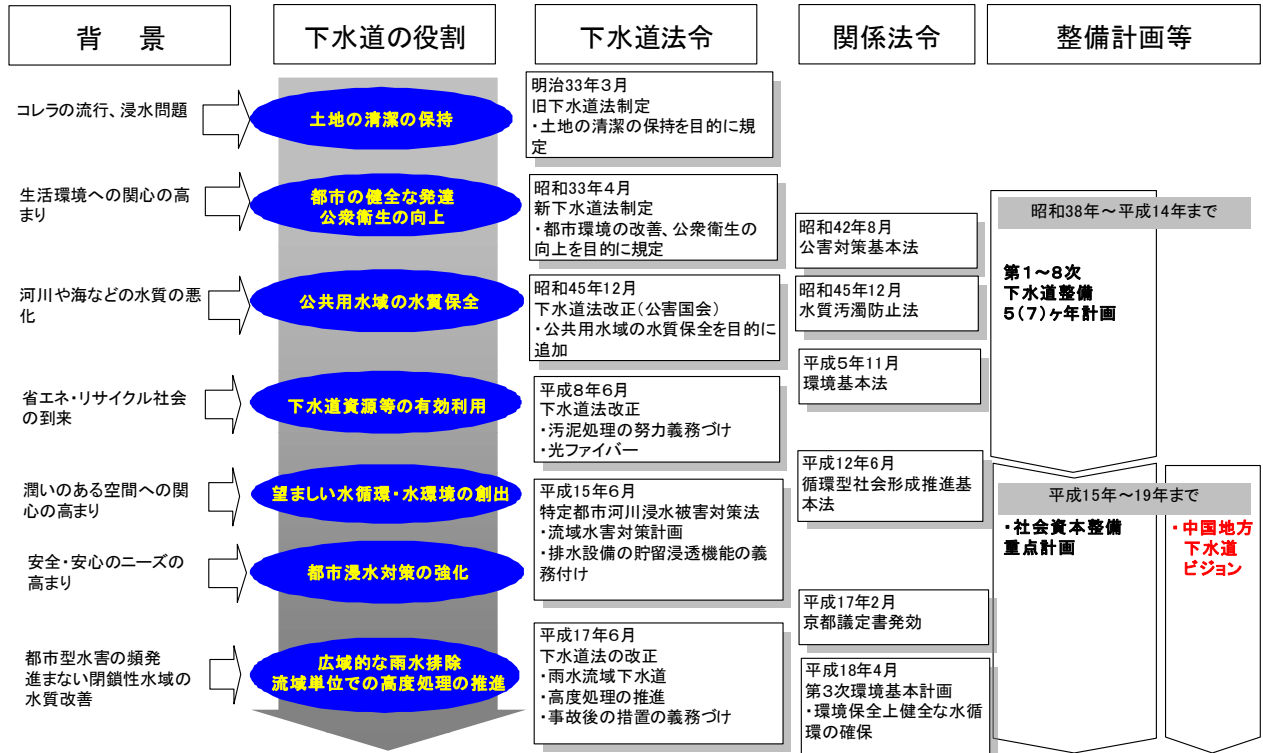 背　景
下水道の役割
下水道法令
関係法令
整備計画等
コレラの流行、浸水問題
土地の清潔の保持
明治33年３月
旧下水道法制定
・土地の清潔の保持を目的に規
定
生活環境への関心の高
まり
都市の健全な発達
公衆衛生の向上
昭和33年４月
新下水道法制定
・都市環境の改善、公衆衛生の
向上を目的に規定
昭和42年8月
公害対策基本法
昭和38年～平成14年まで
第１～８次
下水道整備
５(７)ヶ年計画
河川や海などの水質の悪
化
公共用水域の水質保全
昭和45年12月
下水道法改正（公害国会）
・公共用水域の水質保全を目的に
追加
昭和45年12月
水質汚濁防止法
平成５年11月
環境基本法
省エネ・リサイクル社会
の到来
下水道資源等の有効利用
平成８年６月
下水道法改正
・汚泥処理の努力義務づけ
・光ファイバー
潤いのある空間への関
心の高まり
望ましい水循環・水環境の創出
平成15年６月
特定都市河川浸水被害対策法
・流域水害対策計画
・排水設備の貯留浸透機能の義
務付け
平成12年６月
循環型社会形成推進基
本法
平成15年～19年まで
・社会資本整備
重点計画
・中国地方
下水道
ビジョン
安全・安心のニーズの
高まり
都市浸水対策の強化
平成17年２月
京都議定書発効
都市型水害の頻発
進まない閉鎖性水域の
水質改善
広域的な雨水排除
流域単位での高度処理の推進
平成17年６月
下水道法の改正
・雨水流域下水道
・高度処理の推進
・事故後の措置の義務づけ
平成18年４月
第３次環境基本計画
・環境保全上健全な水循
環の確保